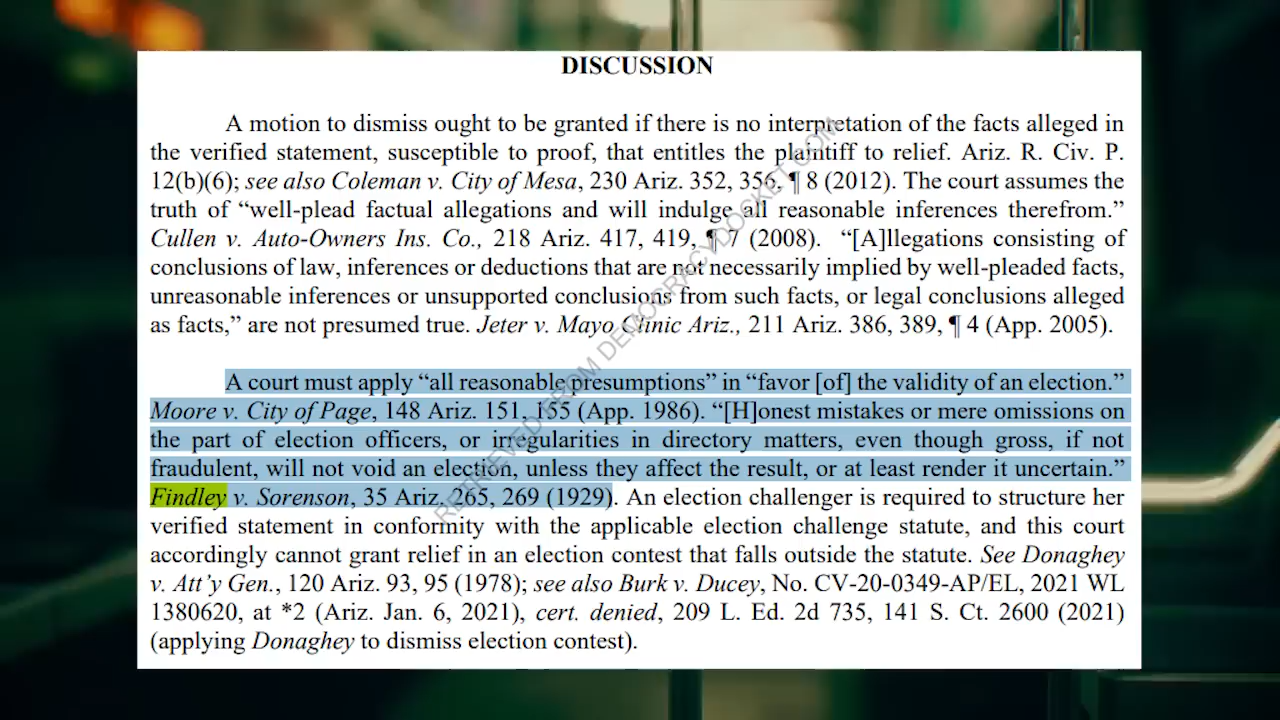 DISCUSSION
A motion to dismiss ought to be granted if there is no interpretation of the facts alleged in
the verified statement, susceptible to proof, that entitles the plaintiff to relief. Ariz. R. Civ. P.
12(b)(6); see also Coleman v. City of Mesa, 230 Ariz. 352, 356, ¶ 8 (2012). The court assumes the
truth of “well-plead factual allegations and will indulge all reasonable inferences therefrom.”
Cullen v. Auto-Owners Ins. Co., 218 Ariz. 417, 419, ¶ 7 (2008). “[A]llegations consisting of
conclusions of law, inferences or deductions that are not necessarily implied by well-pleaded facts,
unreasonable inferences or unsupported conclusions from such facts, or legal conclusions alleged
as facts,” are not presumed true. Jeter v. Mayo Clinic Ariz., 211 Ariz. 386, 389, ¶ 4 (App. 2005).
A court must apply “all reasonable presumptions” in “favor [of] the validity of an election.”
Moore v. City of Page, 148 Ariz. 151, 155 (App. 1986). “[H]onest mistakes or mere omissions on
the part of election officers, or irregularities in directory matters, even though gross, if not
fraudulent, will not void an election, unless they affect the result, or at least render it uncertain.”
Findley v. Sorenson, 35 Ariz. 265, 269 (1929). An election challenger is required to structure her
verified statement in conformity with the applicable election challenge statute, and this court
accordingly cannot grant relief in an election contest that falls outside the statute. See Donaghey
v. Att’y Gen., 120 Ariz. 93, 95 (1978); see also Burk v. Ducey, No. CV-20-0349-AP/EL, 2021 WL
1380620, at *2 (Ariz. Jan. 6, 2021), cert. denied, 209 L. Ed. 2d 735, 141 S. Ct. 2600 (2021)
(applying Donaghey to dismiss election contest).
RETRIEVED FROM DEMOCRACYDOCKET.COM